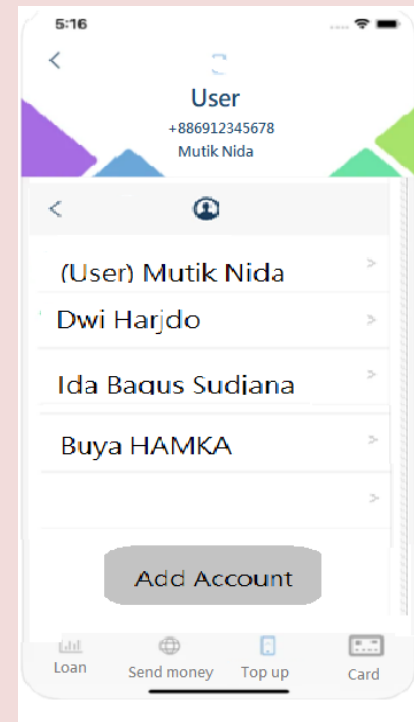 5:16
User
+886912345678
Mutik Nida
(User) Mutik Nida
Dwi Harjdo
Ida Bagus Sudjana
Buya HAMKA
Add Account
Loan Send money Top up Card